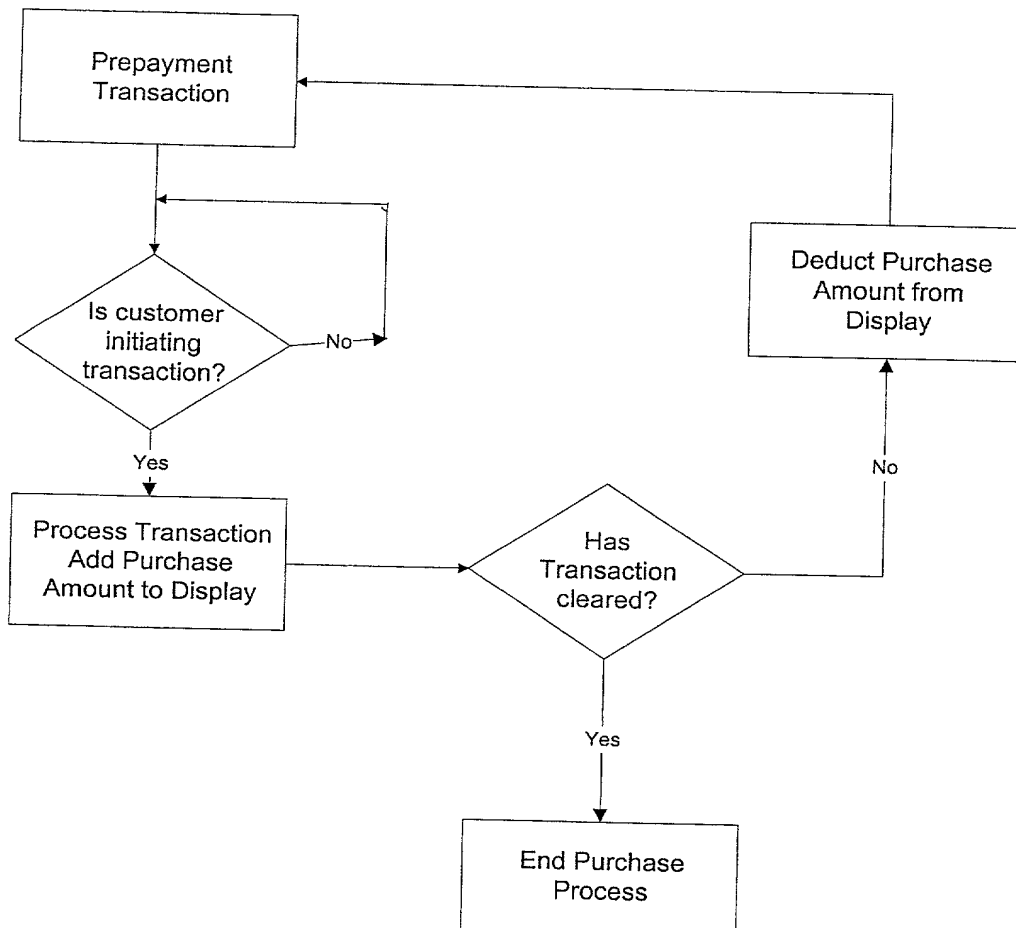 Prepayment
Transaction
Is customer
initiating
transaction?
No
Yes
Process Transaction
Add Purchase
Amount to Display
Has
Transaction
cleared?
No
Deduct Purchase
Amount from
Display
Yes
End Purchase
Process